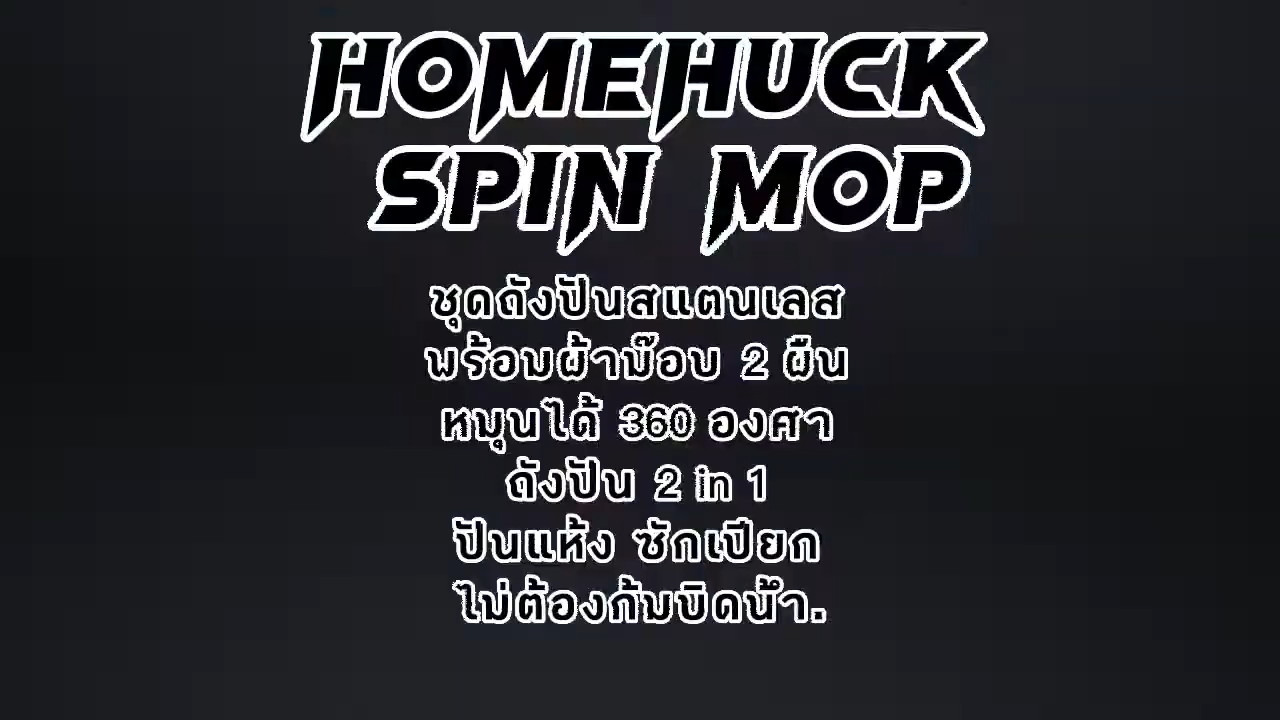 HOMEHUCK
SPIN MOP
ชุดถังปั่นสแตนเลส
พร้อมผ้าม๊อบ 2 ผืน
หมุนได้ 360 องศา
ถังปั่น 2 in 1
ปั่นแห้ง ซักเปียก
ไม่ต้องก้มบิดน้ำ.